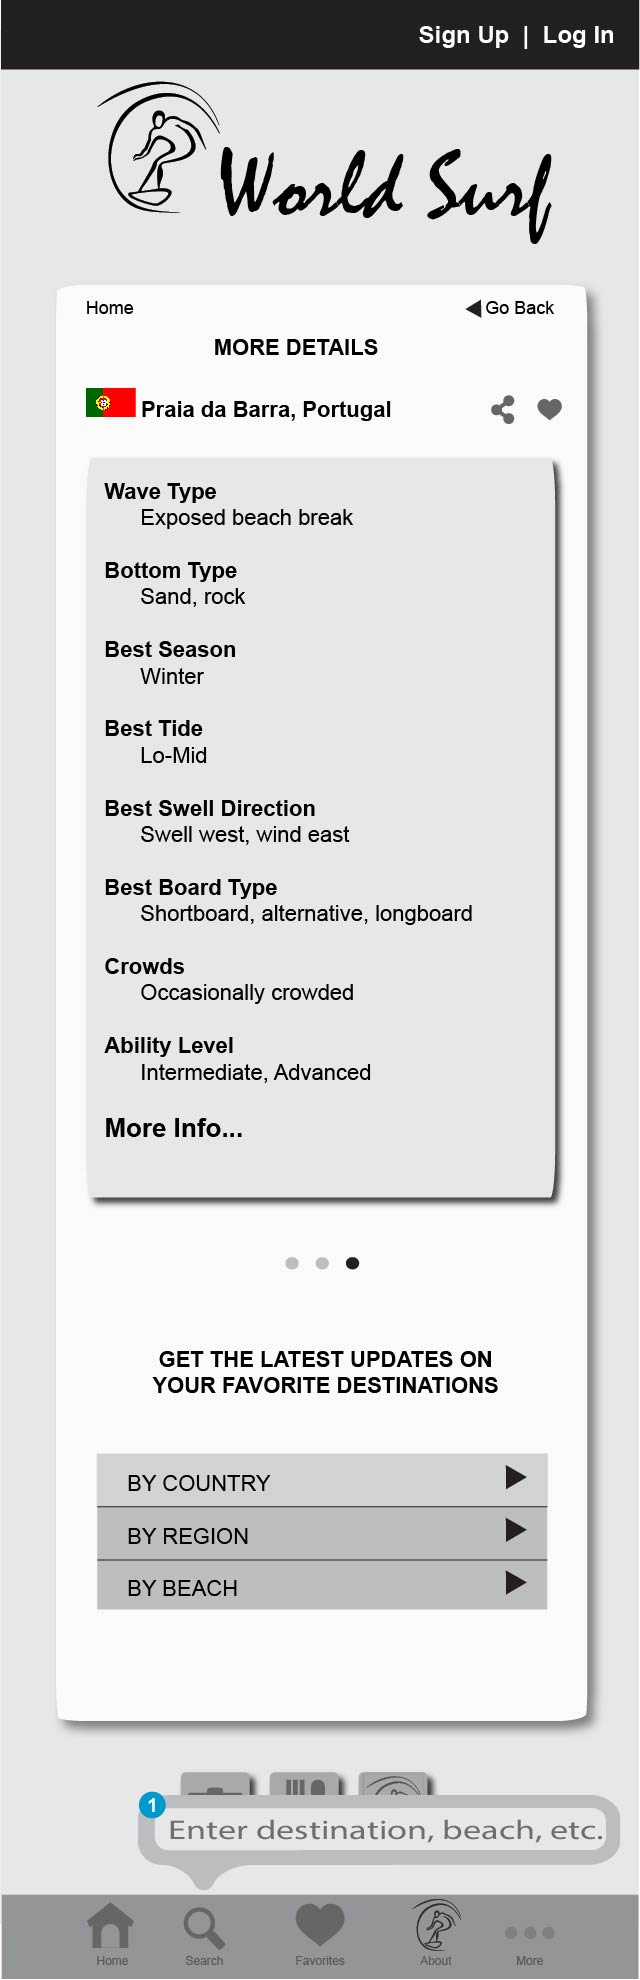 Sign Up | Log In
World Surf
Home
Go Back
MORE DETAILS
Praia da Barra, Portugal
Wave Type
Exposed beach break
Bottom Type
Sand, rock
Best Season
Winter
Best Tide
Lo-Mid
Best Swell Direction
Swell west, wind east
Best Board Type
Shortboard, alternative, longboard
Crowds
Occasionally crowded
Ability Level
Intermediate, Advanced
More Info...
GET THE LATEST UPDATES ON
YOUR FAVORITE DESTINATIONS
BY COUNTRY
BY REGION
BY BEACH
1
Enter destination, beach, etc.
Home
Search
Favorites
About
More